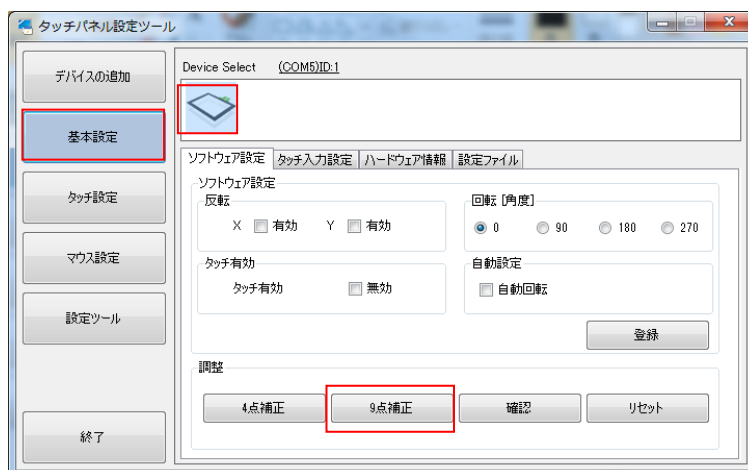 タッチパネル設定ツール
デバイスの追加
基本設定
タッチ設定
マウス設定
設定ツール
終了
Device Select (COM5)ID:1
ソフトウェア設定 タッチ入力設定 ハードウェア情報 設定ファイル
ソフトウェア設定
反転
X 有効 Y 有効
回転 [角度]
0 90 180 270
タッチ有効
タッチ有効 無効
自動設定
自動回転
登録
調整
4点補正 9点補正 確認 リセット